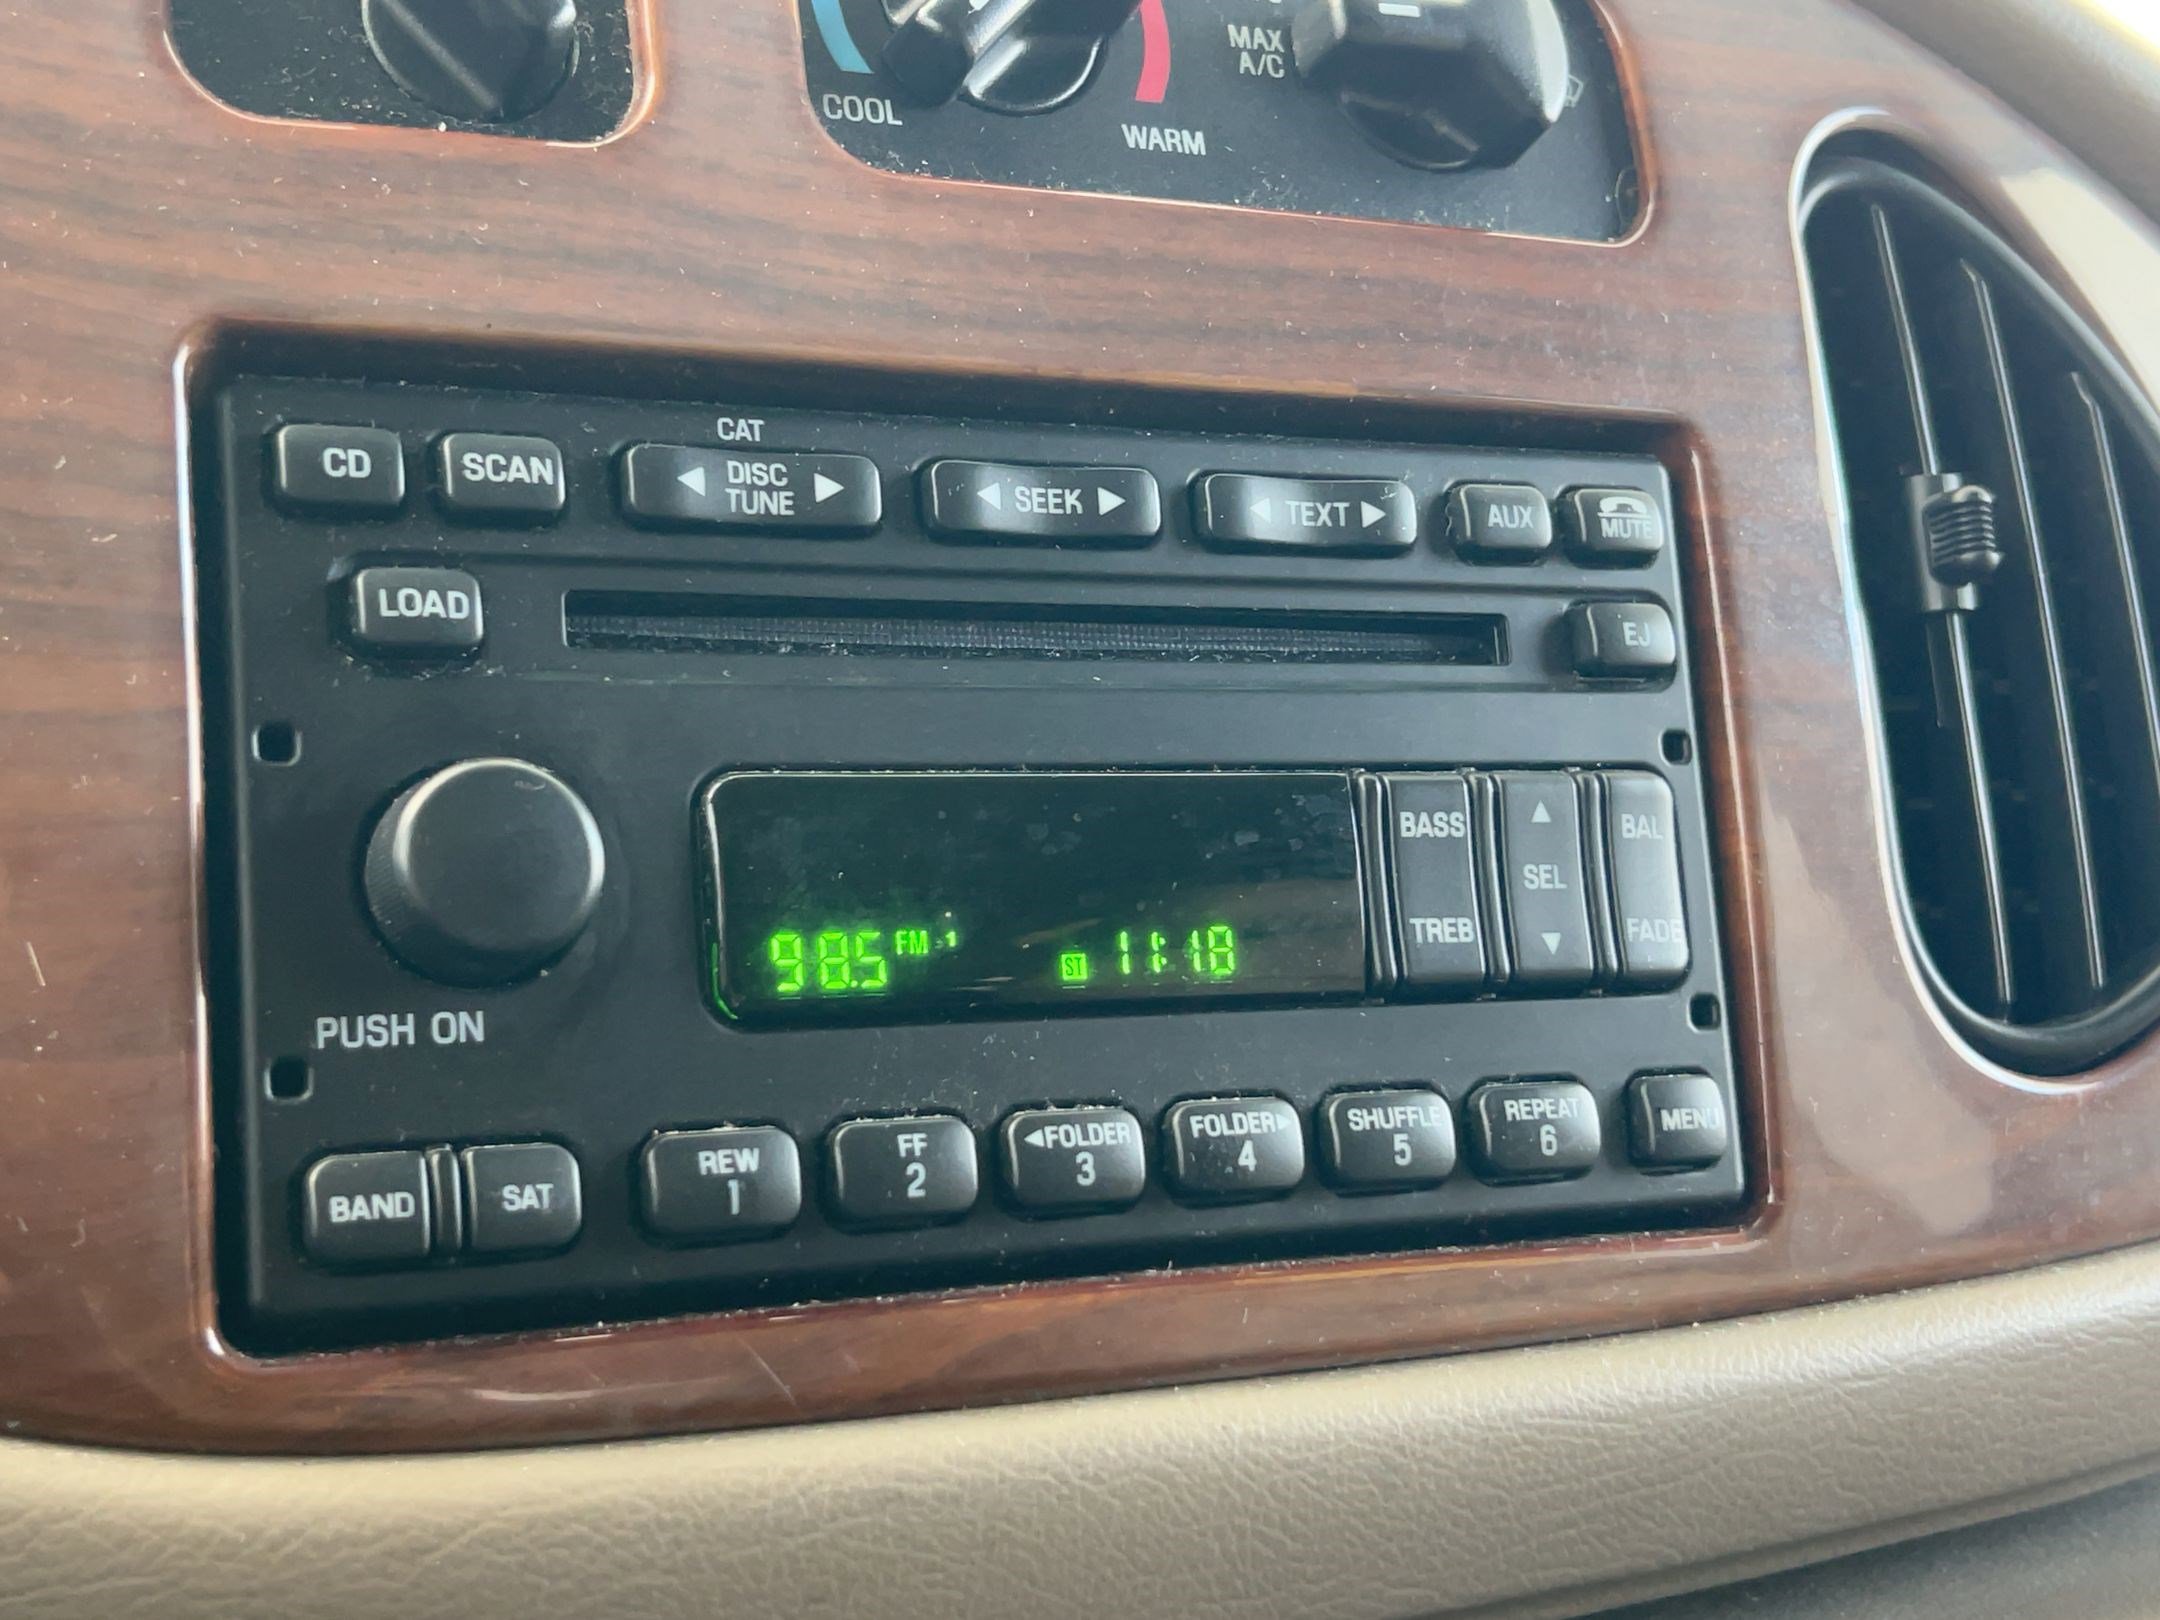 COOL
WARM
MAX
A/C
CAT
CD
SCAN
◄ DISC ►
TUNE
◄ SEEK ►
◄ TEXT ►
AUX
MUTE
LOAD
EJ
BASS
TREB
▲
SEL
▼
BAL
FADE
98.5 FM-1
ST 11:18
PUSH ON
BAND
SAT
REW
1
FF
2
◄FOLDER
3
FOLDER►
4
SHUFFLE
5
REPEAT
6
MENU